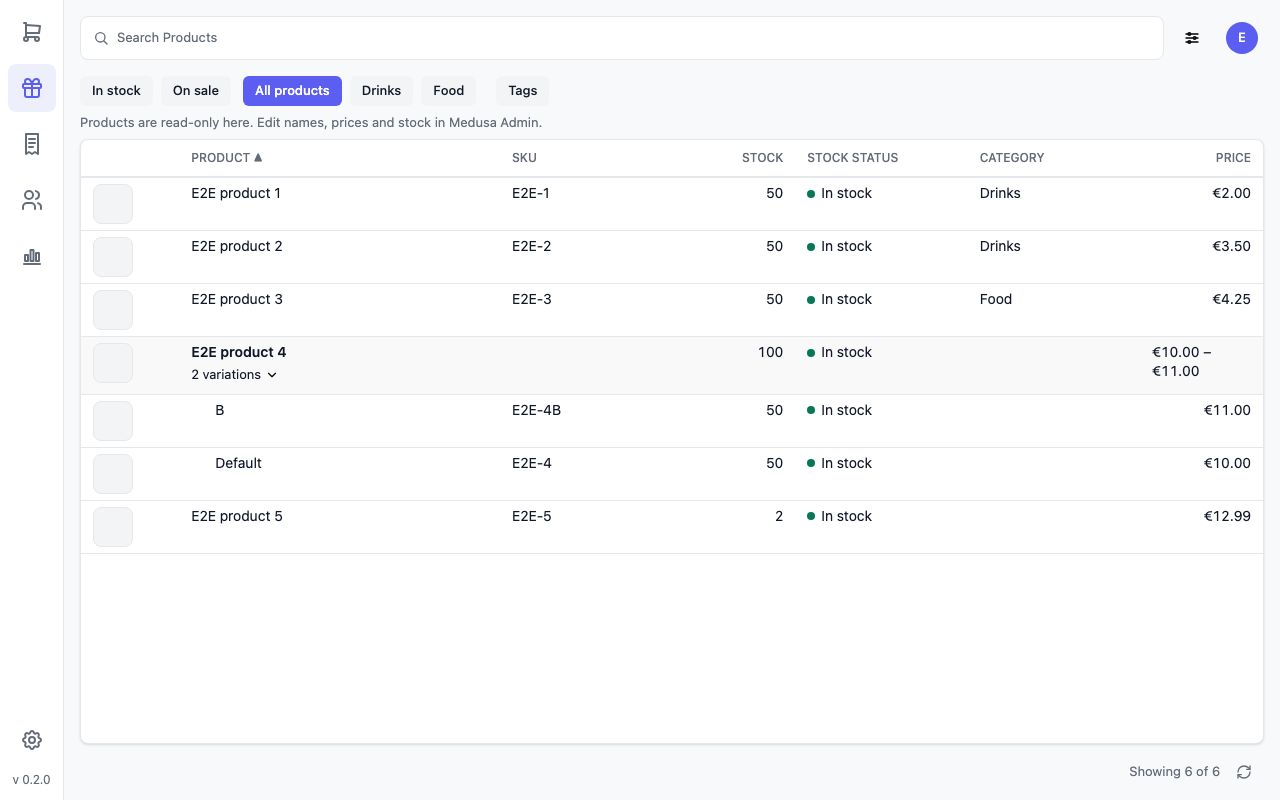 Search Products
E
In stock On sale All products Drinks Food Tags
Products are read-only here. Edit names, prices and stock in Medusa Admin.
PRODUCT SKU STOCK STOCK STATUS CATEGORY PRICE
E2E product 1 E2E-1 50 In stock Drinks €2.00
E2E product 2 E2E-2 50 In stock Drinks €3.50
E2E product 3 E2E-3 50 In stock Food €4.25
E2E product 4 100 In stock €10.00 –
2 variations €11.00
B E2E-4B 50 In stock €11.00
Default E2E-4 50 In stock €10.00
E2E product 5 E2E-5 2 In stock €12.99
Showing 6 of 6
v 0.2.0